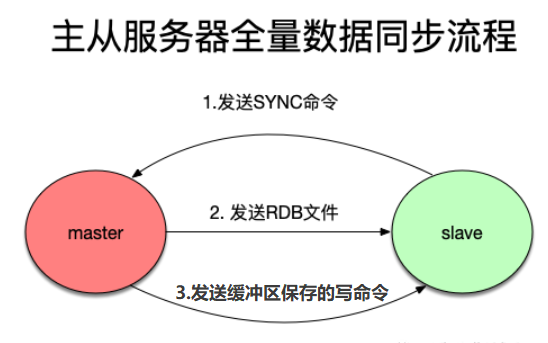 主从服务器全量数据同步流程
1.发送SYNC命令
master
2. 发送RDB文件
slave
3.发送缓冲区保存的写命令